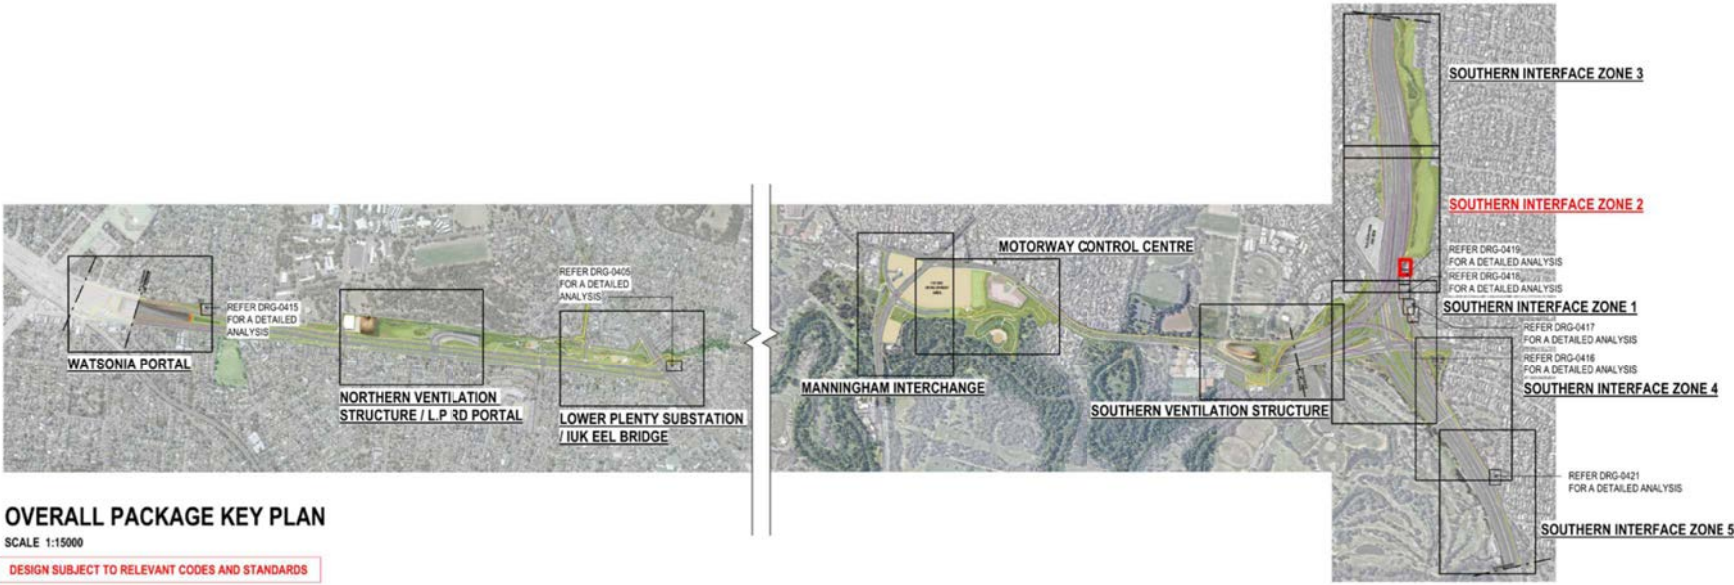 SOUTHERN INTERFACE ZONE 3
SOUTHERN INTERFACE ZONE 2
REFER DRG-0419
FOR A DETAILED ANALYSIS
REFER DRG-0418
FOR A DETAILED ANALYSIS
SOUTHERN INTERFACE ZONE 1
REFER DRG-0417
FOR A DETAILED ANALYSIS
REFER DRG-0416
FOR A DETAILED ANALYSIS
SOUTHERN INTERFACE ZONE 4
REFER DRG-0421
FOR A DETAILED ANALYSIS
SOUTHERN INTERFACE ZONE 5
MOTORWAY CONTROL CENTRE
MANNINGHAM INTERCHANGE
SOUTHERN VENTILATION STRUCTURE
REFER DRG-0405
FOR A DETAILED
ANALYSIS
LOWER PLENTY SUBSTATION
/ IUK EEL BRIDGE
NORTHERN VENTILATION
STRUCTURE / L.P RD PORTAL
REFER DRG-0415
FOR A DETAILED
ANALYSIS
WATSONIA PORTAL
OVERALL PACKAGE KEY PLAN
SCALE 1:15000
DESIGN SUBJECT TO RELEVANT CODES AND STANDARDS